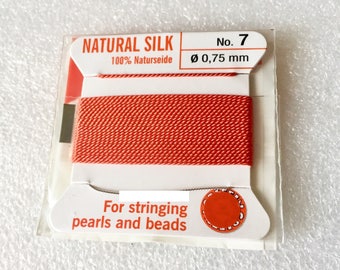 NATURAL SILK
100% Naturseide
No. 7
Ø 0,75 mm
For stringing
pearls and beads